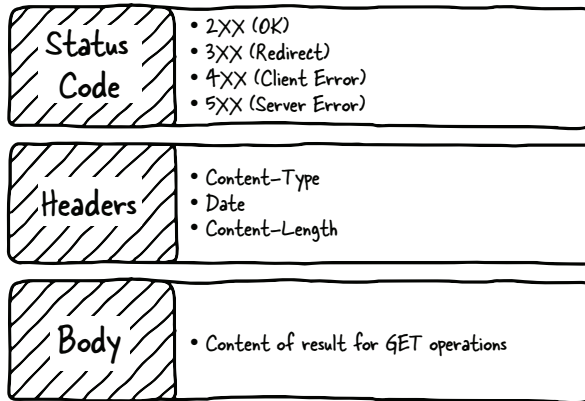 Status
Code
• 2XX (OK)
• 3XX (Redirect)
• 4XX (Client Error)
• 5XX (Server Error)
Headers
• Content-Type
• Date
• Content-Length
Body
• Content of result for GET operations